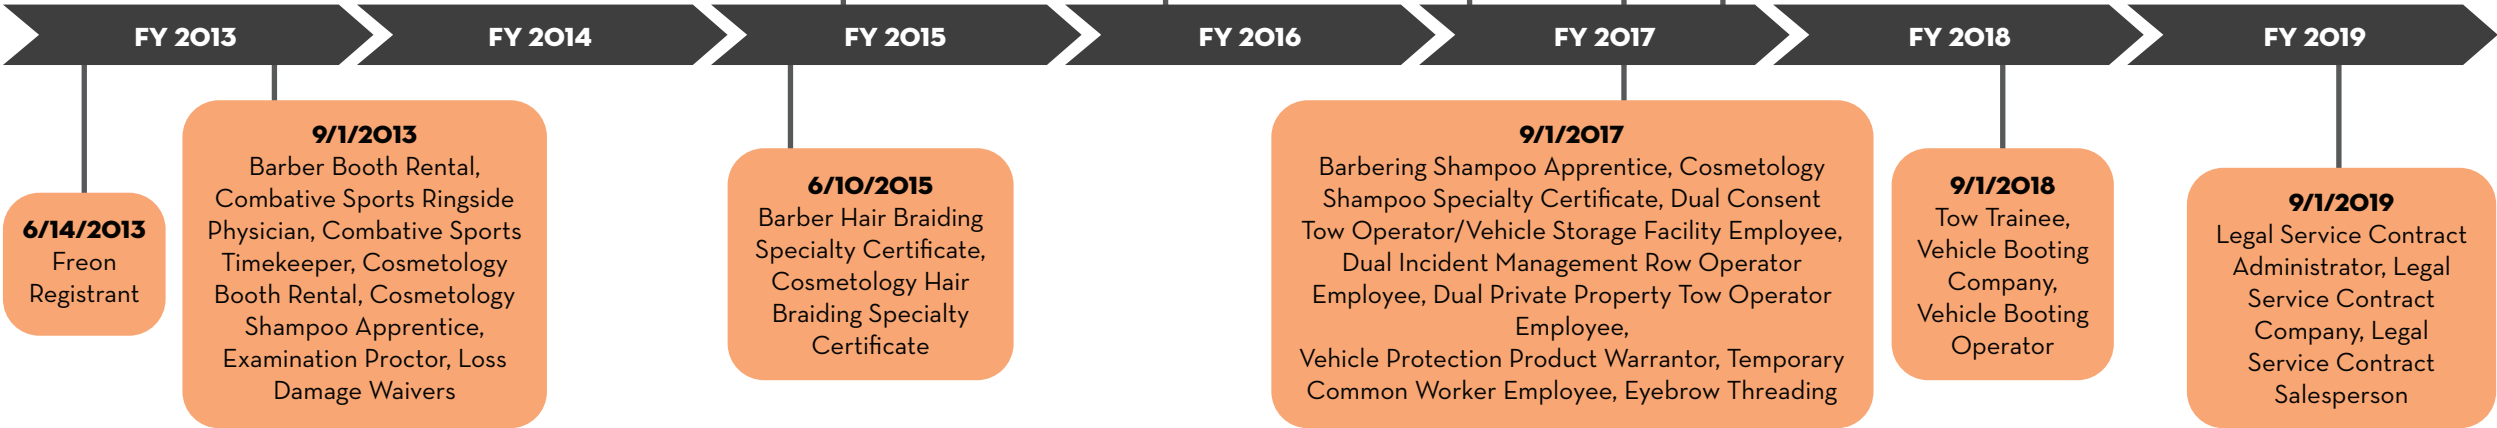 FY 2013
FY 2014
FY 2015
FY 2016
FY 2017
FY 2018
FY 2019
6/14/2013
Freon
Registrant
9/1/2013
Barber Booth Rental,
Combative Sports Ringside
Physician, Combative Sports
Timekeeper, Cosmetology
Booth Rental, Cosmetology
Shampoo Apprentice,
Examination Proctor, Loss
Damage Waivers
6/10/2015
Barber Hair Braiding
Specialty Certificate,
Cosmetology Hair
Braiding Specialty
Certificate
9/1/2017
Barbering Shampoo Apprentice, Cosmetology
Shampoo Specialty Certificate, Dual Consent
Tow Operator/Vehicle Storage Facility Employee,
Dual Incident Management Row Operator
Employee, Dual Private Property Tow Operator
Employee,
Vehicle Protection Product Warrantor, Temporary
Common Worker Employee, Eyebrow Threading
9/1/2018
Tow Trainee,
Vehicle Booting
Company,
Vehicle Booting
Operator
9/1/2019
Legal Service Contract
Administrator, Legal
Service Contract
Company, Legal
Service Contract
Salesperson